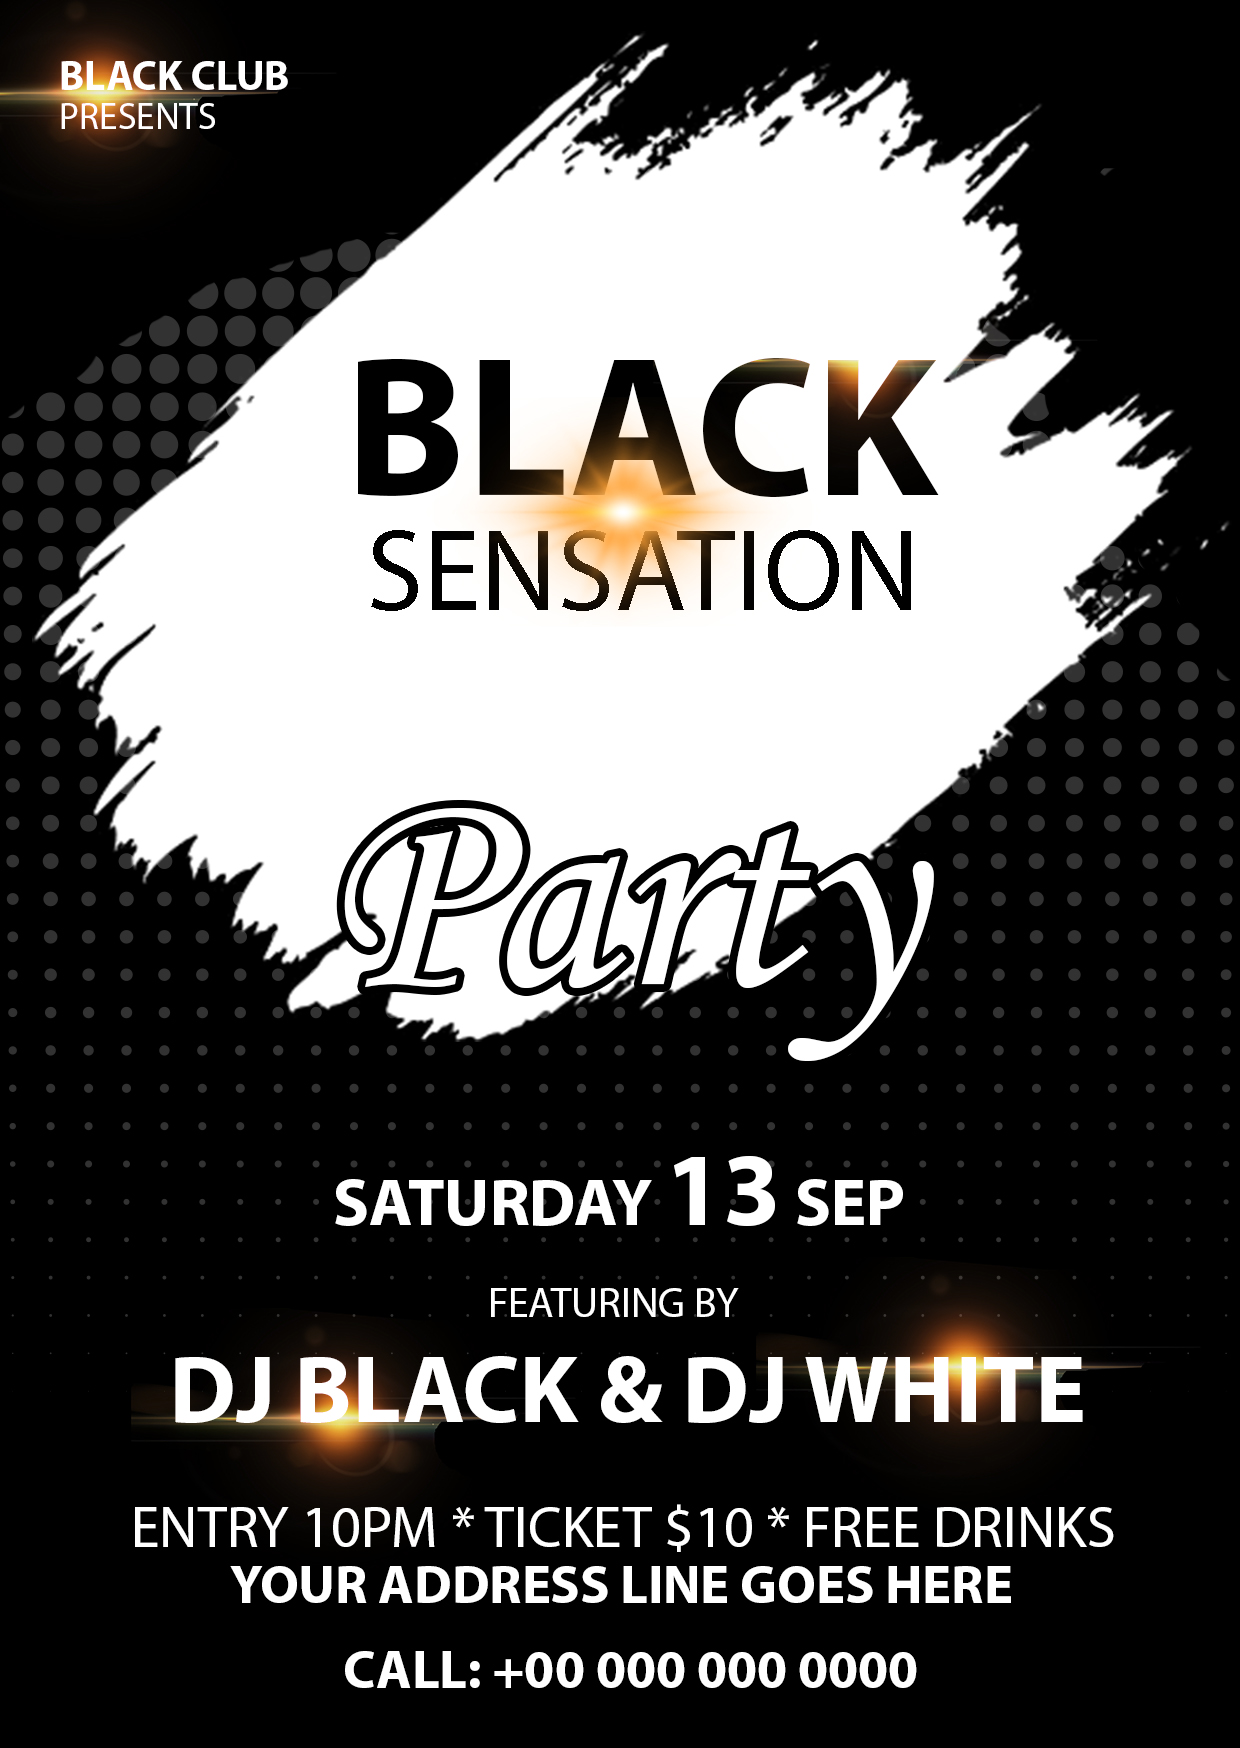 BLACK CLUB
PRESENTS
BLACK
SENSATION
Party
SATURDAY 13 SEP
FEATURING BY
DJ BLACK & DJ WHITE
ENTRY 10PM * TICKET $10 * FREE DRINKS
YOUR ADDRESS LINE GOES HERE
CALL: +00 000 000 0000